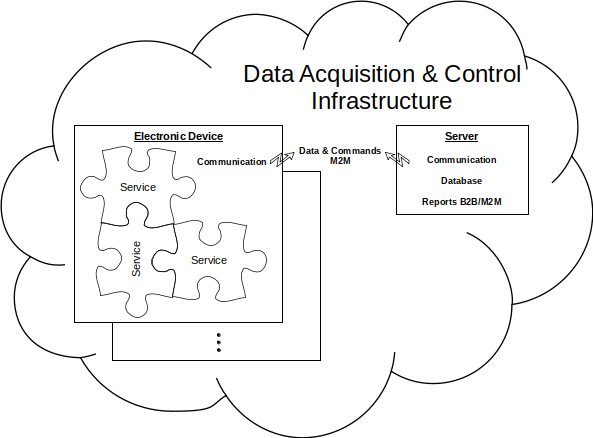 Data Acquisition & Control
Infrastructure
Electronic Device
Communication
Service
Service
Service
Data & Commands
M2M
Server
Communication
Database
Reports B2B/M2M